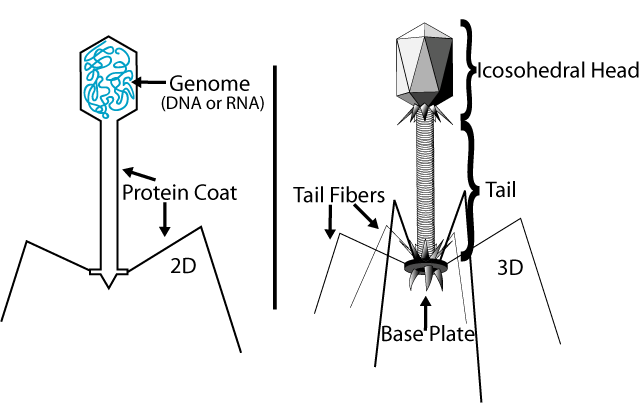 Genome
(DNA or RNA)
Protein Coat
2D
Icosohedral Head
Tail Fibers
Tail
3D
Base Plate